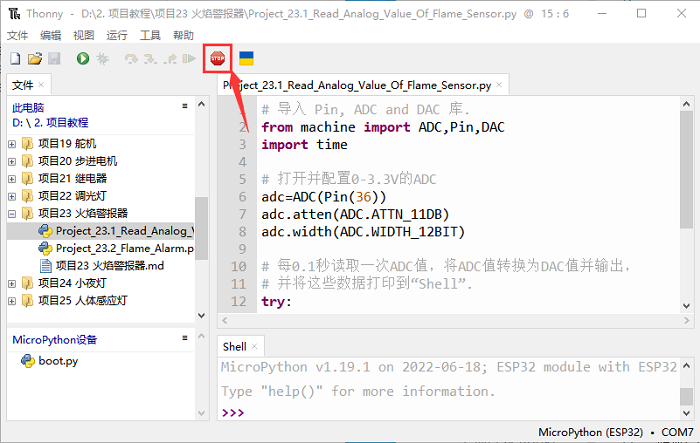 Thonny - D:\2. 项目教程\项目23 火焰警报器\Project_23.1_Read_Analog_Value_Of_Flame_Sensor.py @ 15 : 6
文件 编辑 视图 运行 工具 帮助
STOP
文件 ×
此电脑
D: \ 2. 项目教程
项目19 舵机
项目20 步进电机
项目21 继电器
项目22 调光灯
项目23 火焰警报器
Project_23.1_Read_Analog_V
Project_23.2_Flame_Alarm.p
项目23 火焰警报器.md
项目24 小夜灯
项目25 人体感应灯
MicroPython设备
boot.py
Project_23.1_Read_Analog_Value_Of_Flame_Sensor.py ×
1 # 导入 Pin, ADC and DAC 库.
2 from machine import ADC,Pin,DAC
3 import time
4
5 # 打开并配置0-3.3V的ADC
6 adc=ADC(Pin(36))
7 adc.atten(ADC.ATTN_11DB)
8 adc.width(ADC.WIDTH_12BIT)
9
10 # 每0.1秒读取一次ADC值，将ADC值转换为DAC值并输出，
11 # 并将这些数据打印到“Shell”.
12 try:
Shell ×
MicroPython v1.19.1 on 2022-06-18; ESP32 module with ESP32
Type "help()" for more information.
>>>
MicroPython (ESP32) • COM7